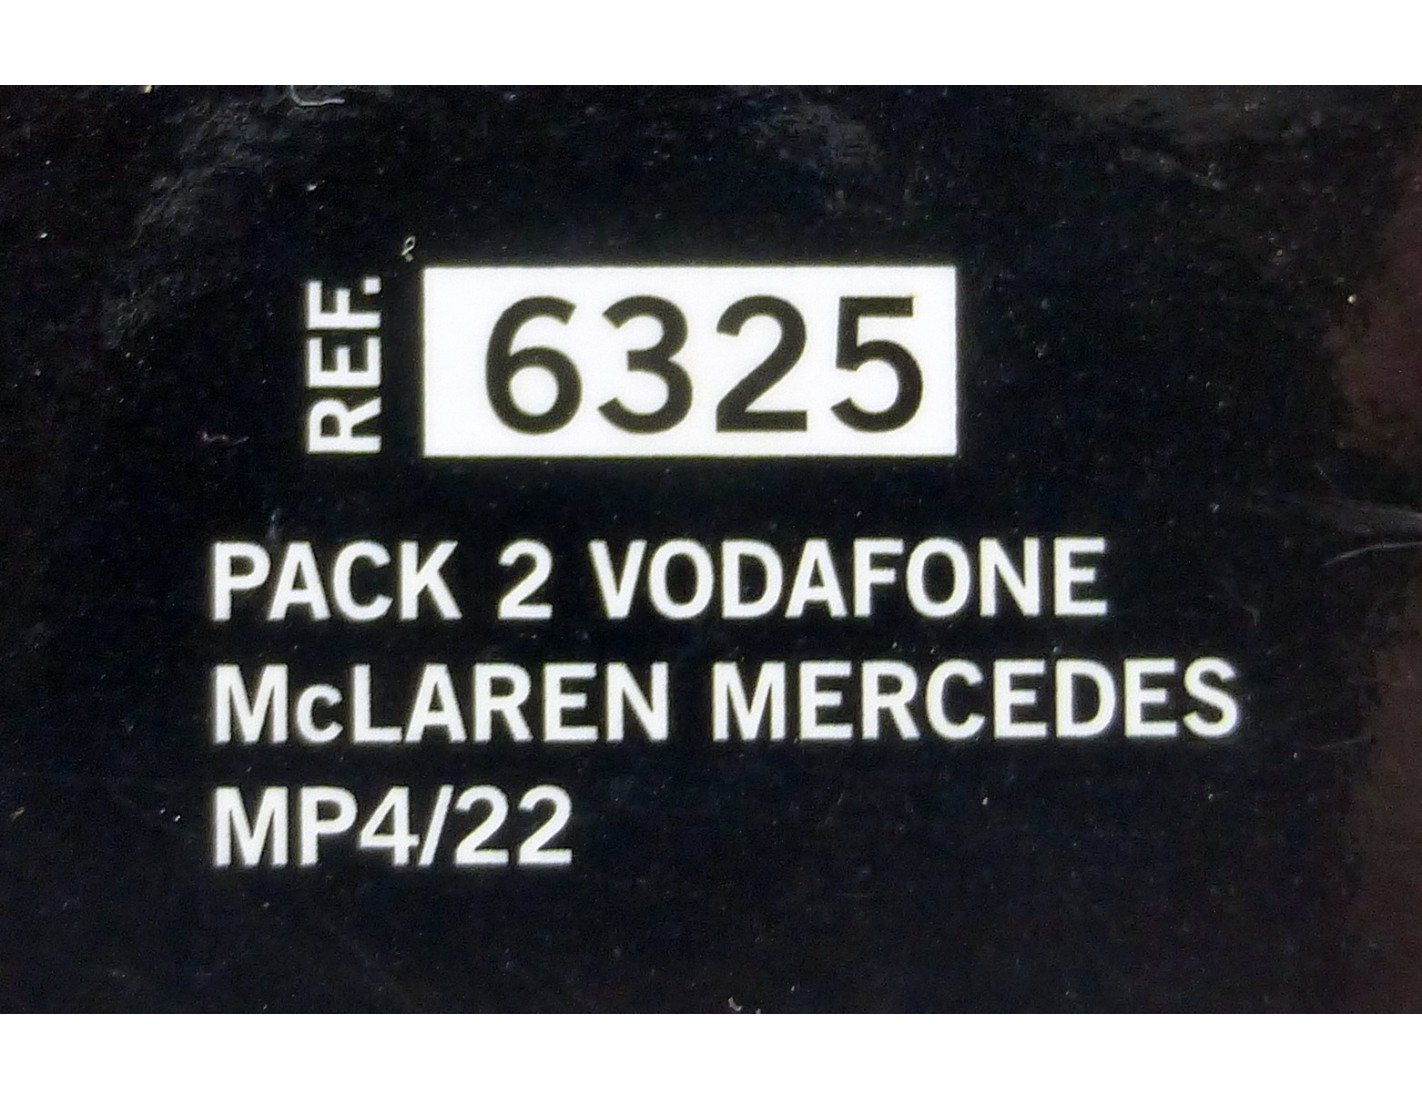 REF. 6325
PACK 2 VODAFONE
McLAREN MERCEDES
MP4/22